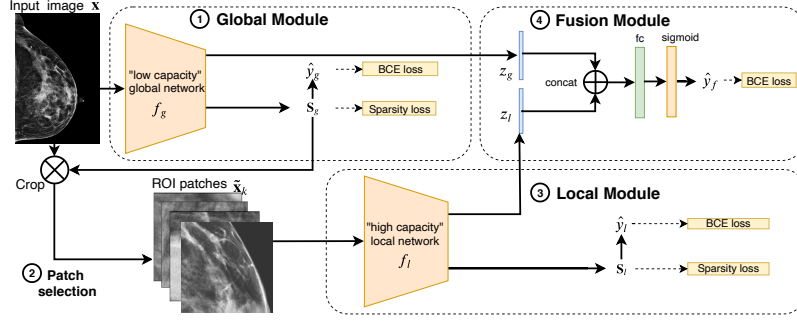 Input image x
1 Global Module
"low capacity"
global network
f_g
ŷ_g
BCE loss
s_g
Sparsity loss
4 Fusion Module
z_g
z_l
concat
fc
sigmoid
ŷ_f
BCE loss
Crop
2 Patch
selection
ROI patches x̃_k
3 Local Module
"high capacity"
local network
f_l
ŷ_l
BCE loss
s_l
Sparsity loss